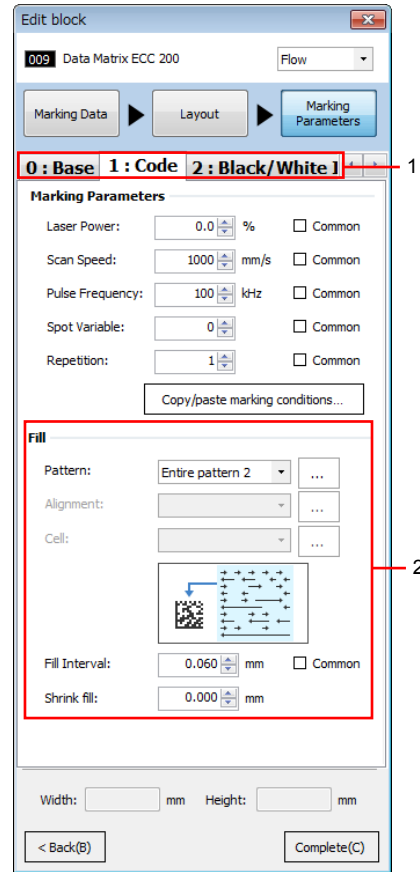 Edit block
009 Data Matrix ECC 200 Flow
Marking Data Layout Marking Parameters
0 : Base 1 : Code 2 : Black/White 1
Marking Parameters
Laser Power: 0.0 % Common
Scan Speed: 1000 mm/s Common
Pulse Frequency: 100 kHz Common
Spot Variable: 0 Common
Repetition: 1 Common
Copy/paste marking conditions...
Fill
Pattern: Entire pattern 2 ...
Alignment: ...
Cell: ...
Fill Interval: 0.060 mm Common
Shrink fill: 0.000 mm
Width: mm Height: mm
< Back(B) Complete(C)
1
2